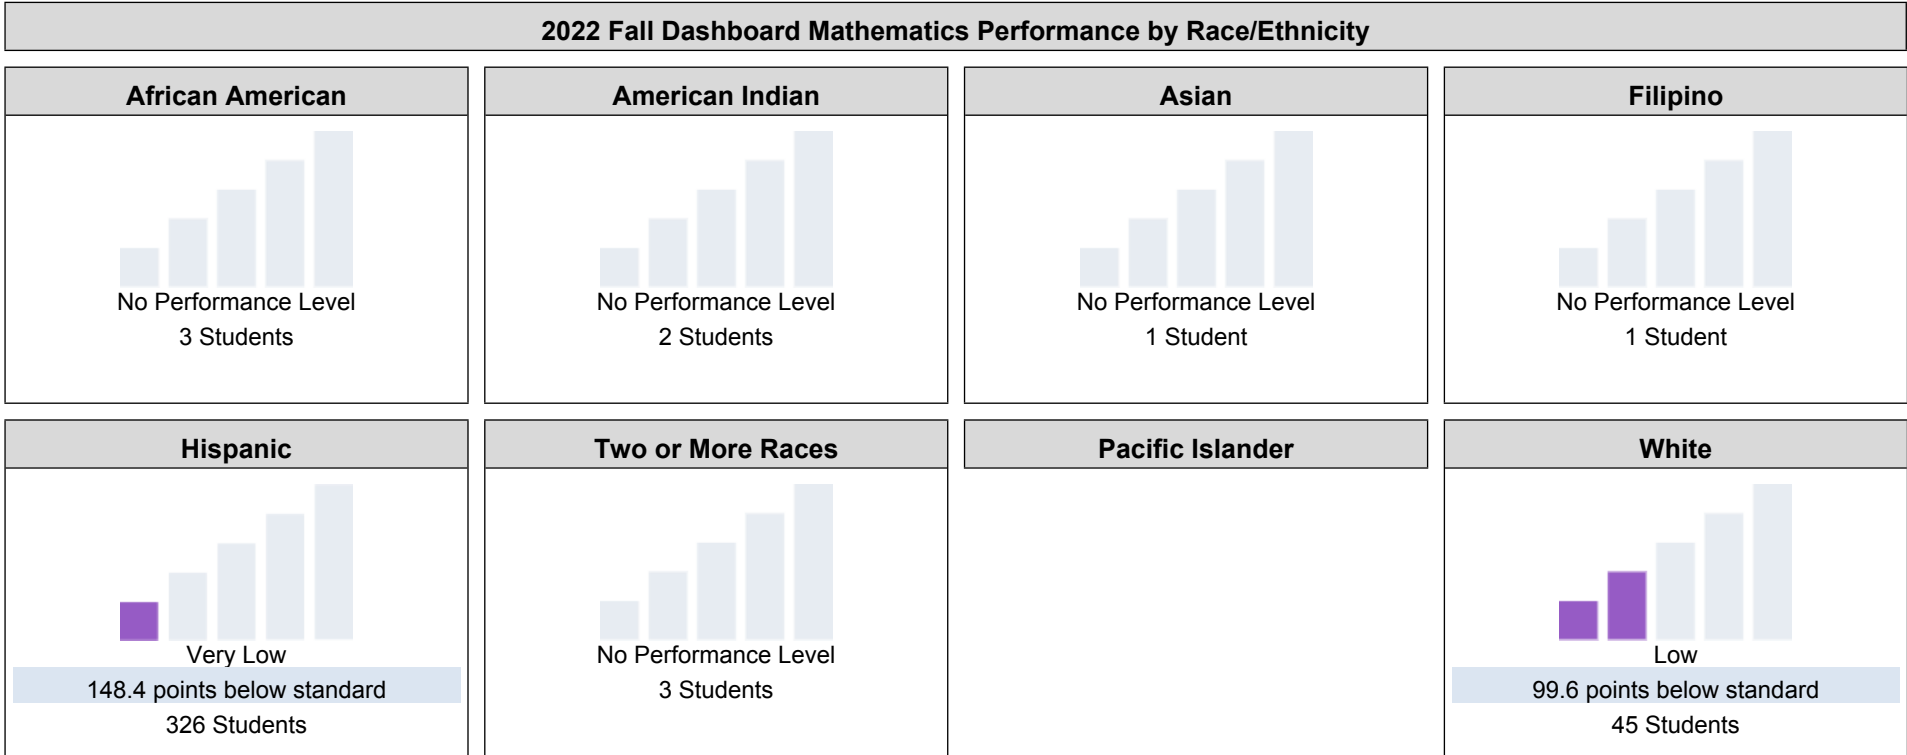 2022 Fall Dashboard Mathematics Performance by Race/Ethnicity
African American
No Performance Level
3 Students
American Indian
No Performance Level
2 Students
Asian
No Performance Level
1 Student
Filipino
No Performance Level
1 Student
Hispanic
Very Low
148.4 points below standard
326 Students
Two or More Races
No Performance Level
3 Students
Pacific Islander
White
Low
99.6 points below standard
45 Students